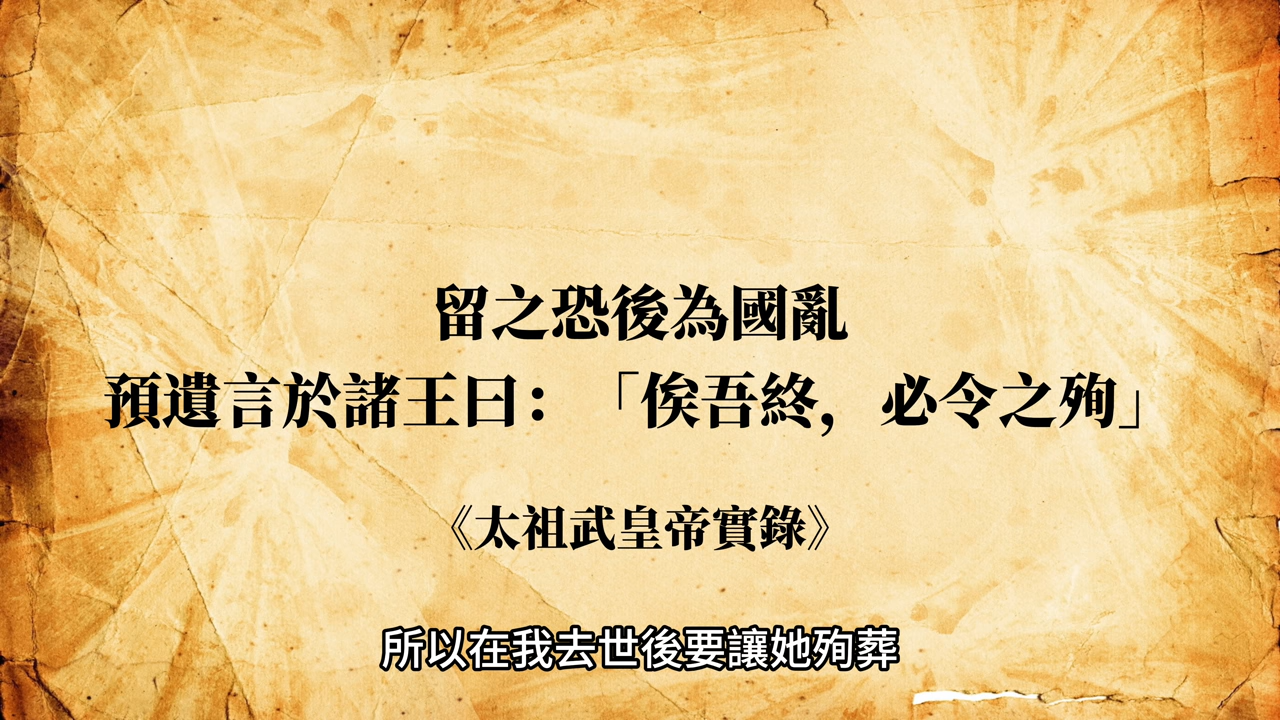 留之恐後為國亂
預遺言於諸王曰：「俟吾終，必令之殉」
《太祖武皇帝實錄》
所以在我去世後要讓她殉葬